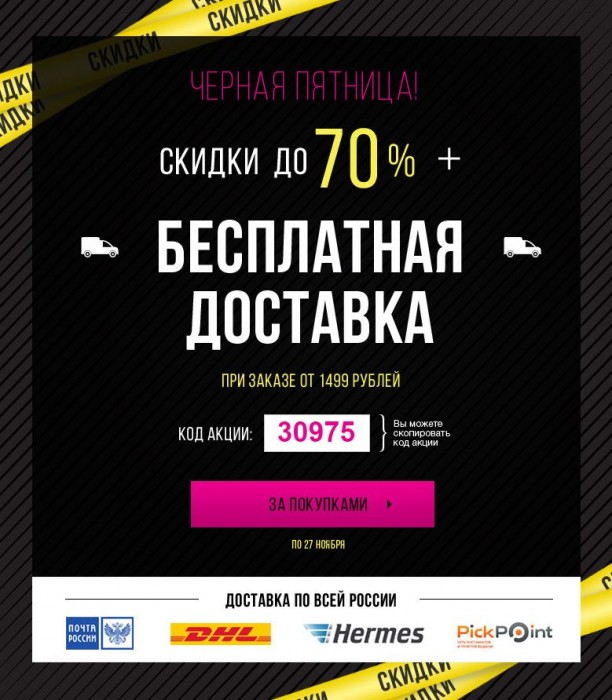 СКИДКИ
СКИДКИ
СКИДКИ
ИДКИ
ИДКИ
ЧЕРНАЯ ПЯТНИЦА!
СКИДКИ ДО 70% +
БЕСПЛАТНАЯ
ДОСТАВКА
ПРИ ЗАКАЗЕ ОТ 1499 РУБЛЕЙ
КОД АКЦИИ: 30975
Вы можете
скопировать
код акции
ЗА ПОКУПКАМИ
ПО 27 НОЯБРЯ
ДОСТАВКА ПО ВСЕЙ РОССИИ
ПОЧТА
РОССИИ
DHL
Hermes
PickPoint
СКИДКИ